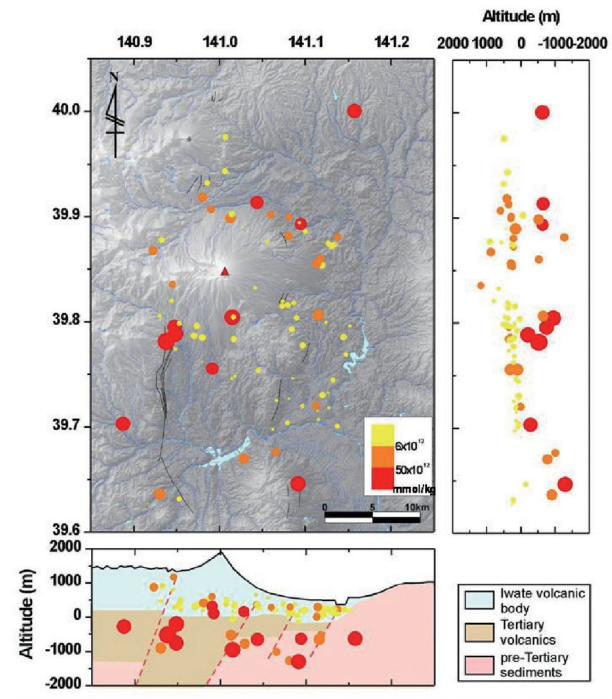 Altitude (m)
140.9 141.0 141.1 141.2
2000 1000 0 -1000 -2000
N
40.0
39.9
39.8
39.7
39.6
6x10¹²
50x10¹²
mmol/kg
0 5 10km
Altitude (m)
2000
1000
0
-1000
-2000
Iwate volcanic
body
Tertiary
volcanics
pre-Tertiary
sediments